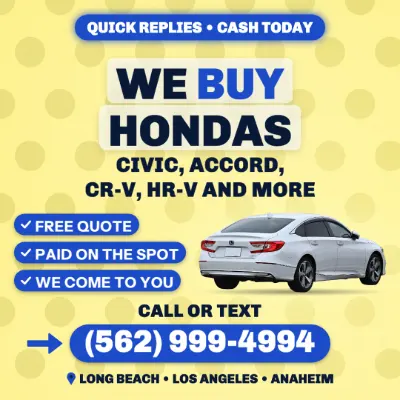 QUICK REPLIES • CASH TODAY
WE BUY
HONDAS
CIVIC, ACCORD,
CR-V, HR-V AND MORE
FREE QUOTE
PAID ON THE SPOT
WE COME TO YOU
CALL OR TEXT
(562) 999-4994
LONG BEACH • LOS ANGELES • ANAHEIM